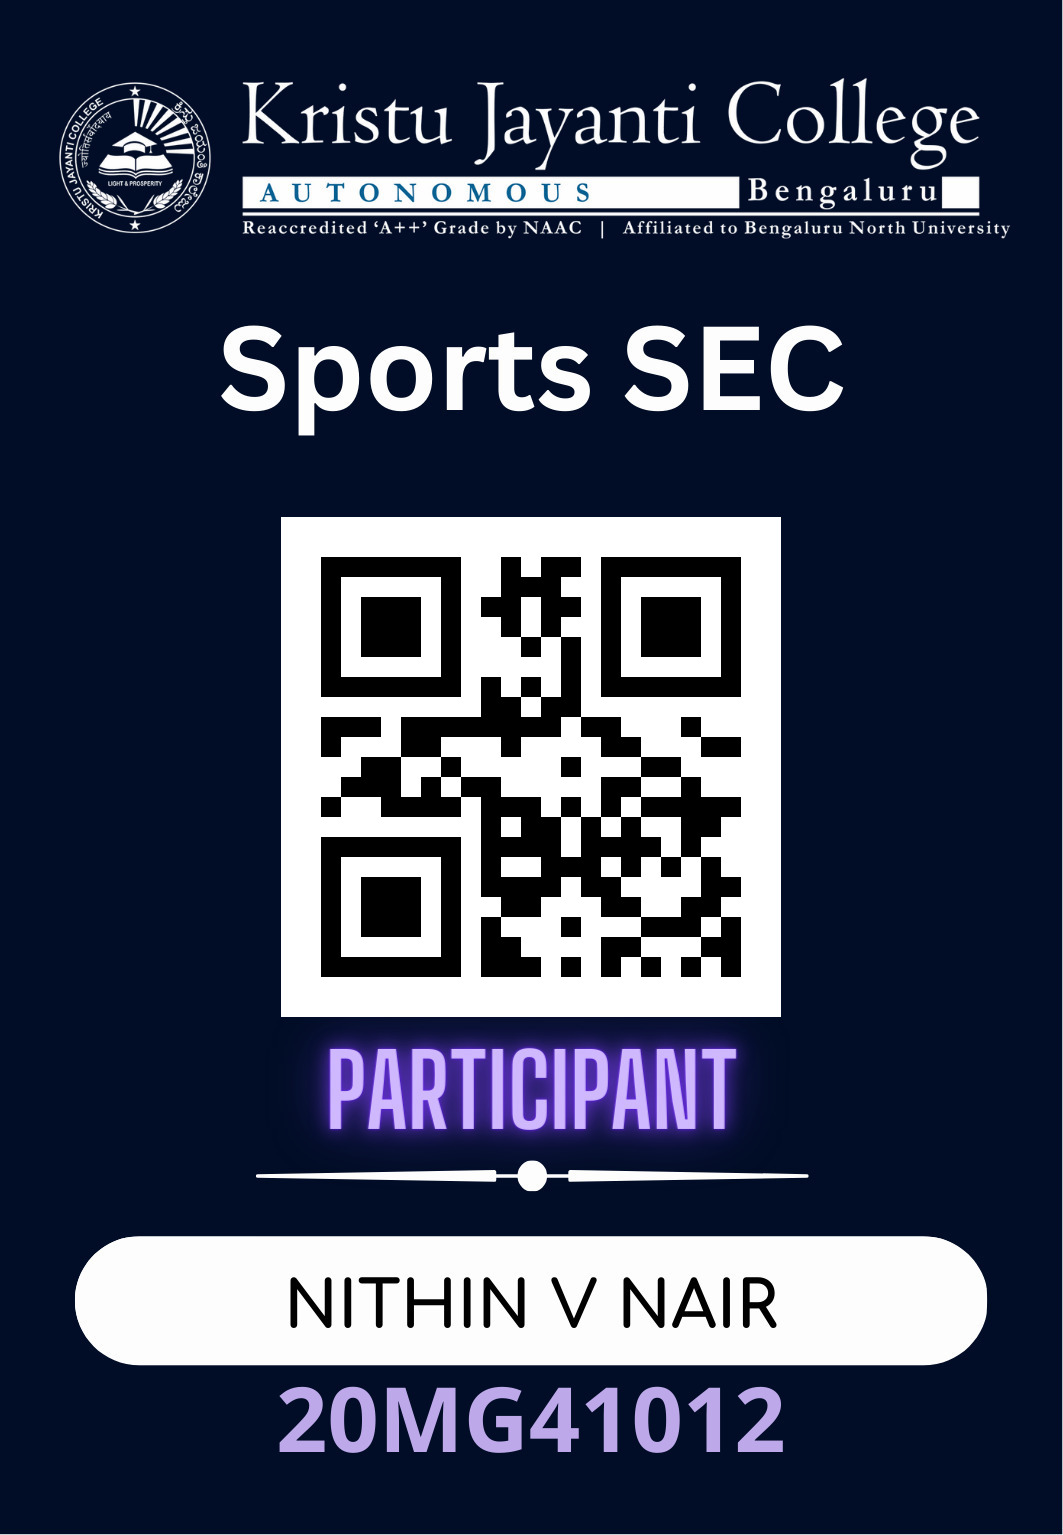 KRISTU JAYANTI COLLEGE
ज्योतिसंवादयाय
LIGHT & PROSPERITY
Kristu Jayanti College
AUTONOMOUS Bengaluru
Reaccredited ‘A++’ Grade by NAAC | Affiliated to Bengaluru North University
Sports SEC
PARTICIPANT
NITHIN V NAIR
20MG41012